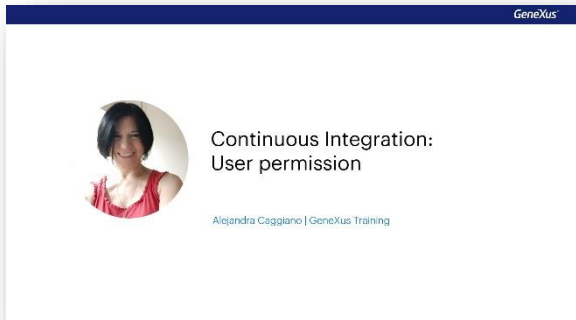 GeneXus
Continuous Integration:
User permission
Alejandra Caggiano | GeneXus Training